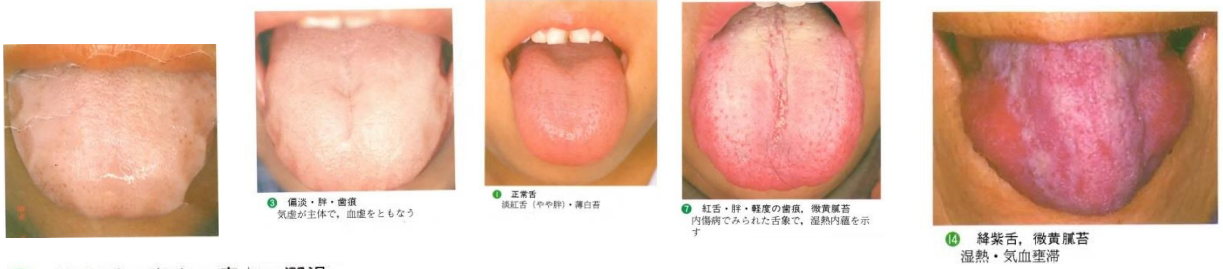 ❸ 偏淡・胖・歯痕
気虚が主体で，血虚をともなう
❶ 正常舌
淡紅舌（やや胖）・薄白苔
❼ 紅舌・胖・軽度の歯痕，微黄膩苔
内傷病でみられた舌象で，湿熱内蘊を示
す
⓮ 絳紫舌，微黄膩苔
湿熱・気血壅滞